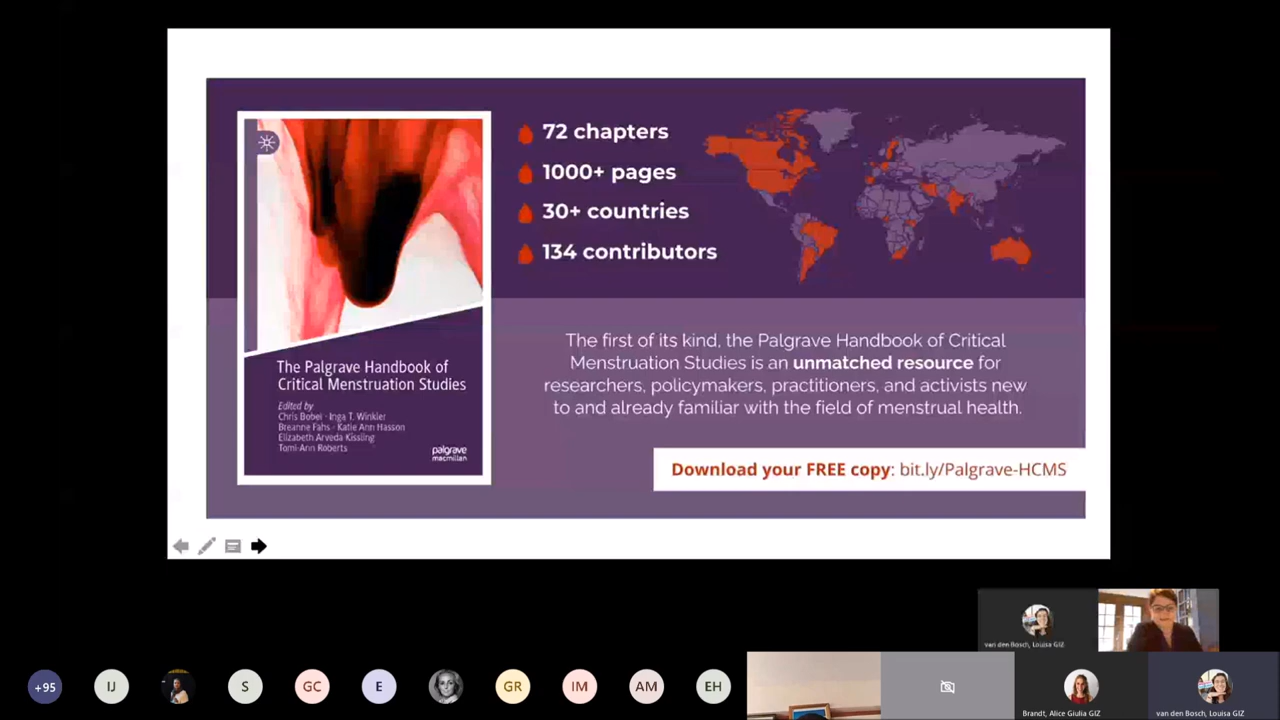 72 chapters
1000+ pages
30+ countries
134 contributors
The Palgrave Handbook of
Critical Menstruation Studies
Edited by
Chris Bobel · Inga T. Winkler
Breanne Fahs · Katie Ann Hasson
Elizabeth Arveda Kissling
Tomi-Ann Roberts
palgrave
macmillan
The first of its kind, the Palgrave Handbook of Critical
Menstruation Studies is an unmatched resource for
researchers, policymakers, practitioners, and activists new
to and already familiar with the field of menstrual health.
Download your FREE copy: bit.ly/Palgrave-HCMS
van den Bosch, Louisa GIZ
+95
IJ
S
GC
E
GR
IM
AM
EH
Brandt, Alice Giulia GIZ
van den Bosch, Louisa GIZ